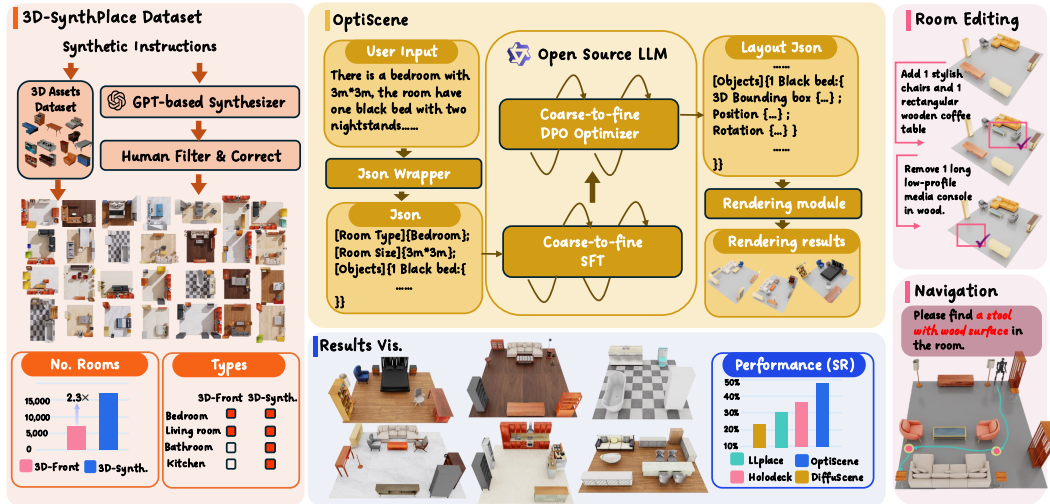 3D-SynthPlace Dataset
Synthetic Instructions
3D Assets
Dataset
GPT-based Synthesizer
Human Filter & Correct
No. Rooms
15,000
10,000
5,000
0
2.3×
3D-Front
3D-Synth.
Types
3D-Front 3D-Synth.
Bedroom
Living room
Bathroom
Kitchen
OptiScene
User Input
There is a bedroom with
3m*3m, the room have
one black bed with two
nightstands......
Json Wrapper
Json
[Room Type]{Bedroom};
[Room Size]{3m*3m};
[Objects]{1 Black bed:{
......
}}
Open Source LLM
Coarse-to-fine
DPO Optimizer
Coarse-to-fine
SFT
Layout Json
......
[Objects]{1 Black bed:{
3D Bounding box {...} ;
Position {...} ;
Rotation {...} }
......
}}
Rendering module
Rendering results
Results Vis.
Performance (SR)
50%
40%
30%
20%
10%
LLplace
OptiScene
Holodeck
DiffuScene
Room Editing
Add 1 stylish
chairs and 1
rectangular
wooden coffee
table
Remove 1 long
low-profile
media console
in wood.
Navigation
Please find a stool
with wood surface in
the room.